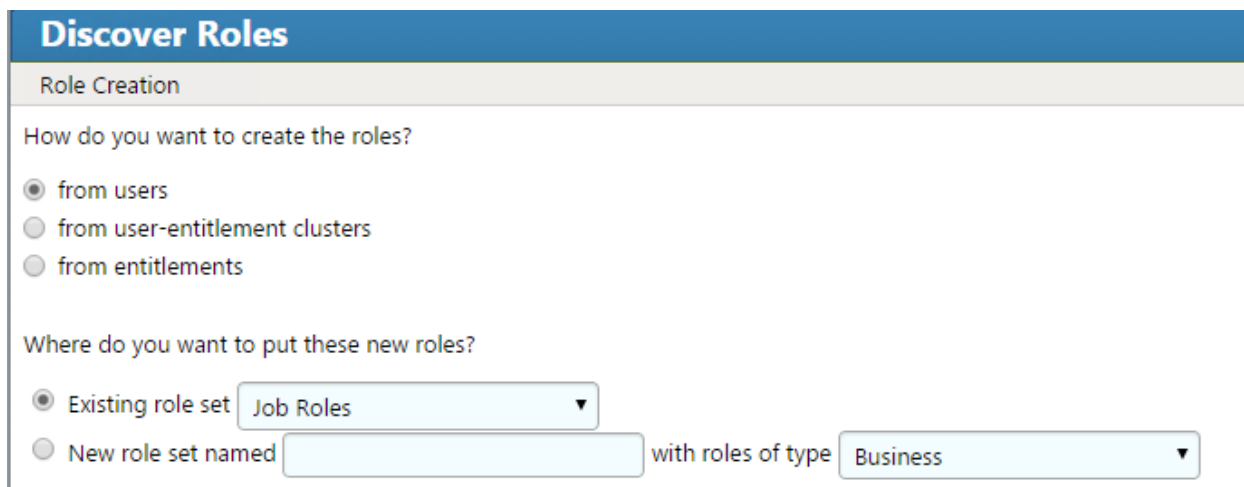 Discover Roles
Role Creation
How do you want to create the roles?
from users
from user-entitlement clusters
from entitlements
Where do you want to put these new roles?
Existing role set Job Roles
New role set named with roles of type Business